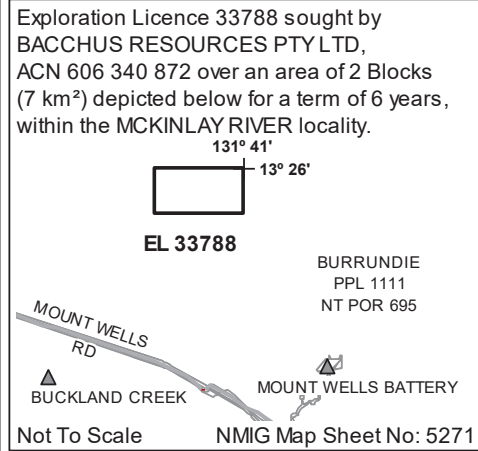 Exploration Licence 33788 sought by
BACCHUS RESOURCES PTY LTD,
ACN 606 340 872 over an area of 2 Blocks
(7 km²) depicted below for a term of 6 years,
within the MCKINLAY RIVER locality.
131º 41'
13º 26'
EL 33788
BURRUNDIE
PPL 1111
NT POR 695
MOUNT WELLS
RD
BUCKLAND CREEK
MOUNT WELLS BATTERY
Not To Scale
NMIG Map Sheet No: 5271